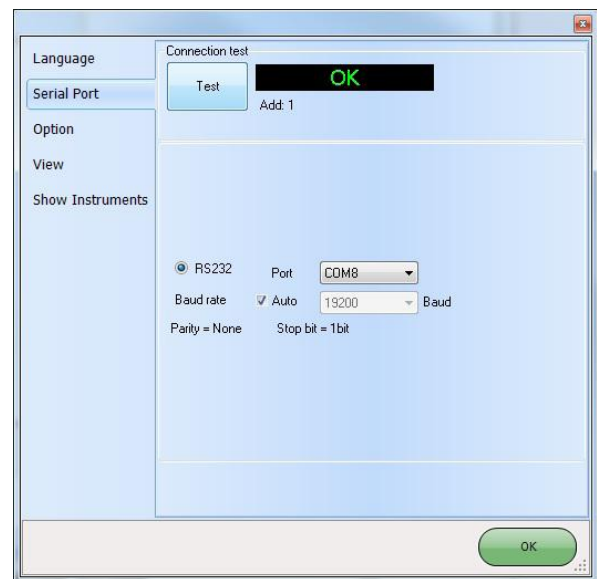 Language
Serial Port
Option
View
Show Instruments
Connection test
Test
OK
Add: 1
RS232 Port COM8
Baud rate Auto 19200 Baud
Parity = None Stop bit = 1bit
OK